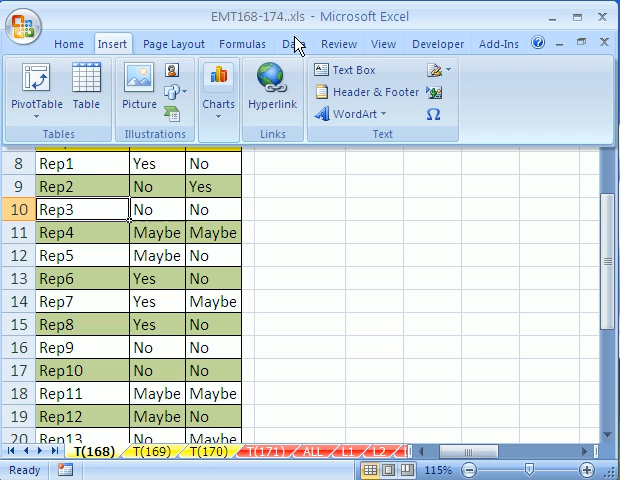 EMT168-174..xls - Microsoft Excel
Home Insert Page Layout Formulas Data Review View Developer Add-Ins
PivotTable Table Picture Charts Hyperlink Text Box
Header & Footer
WordArt
Tables Illustrations Links Text
8 Rep1 Yes No
9 Rep2 No Yes
10 Rep3 No No
11 Rep4 Maybe Maybe
12 Rep5 Maybe No
13 Rep6 Yes No
14 Rep7 Yes Maybe
15 Rep8 Yes No
16 Rep9 No No
17 Rep10 No No
18 Rep11 Maybe Maybe
19 Rep12 Maybe No
20 Rep13 No Maybe
T(168) T(169) T(170) T(171) ALL L1 L2
Ready 115%